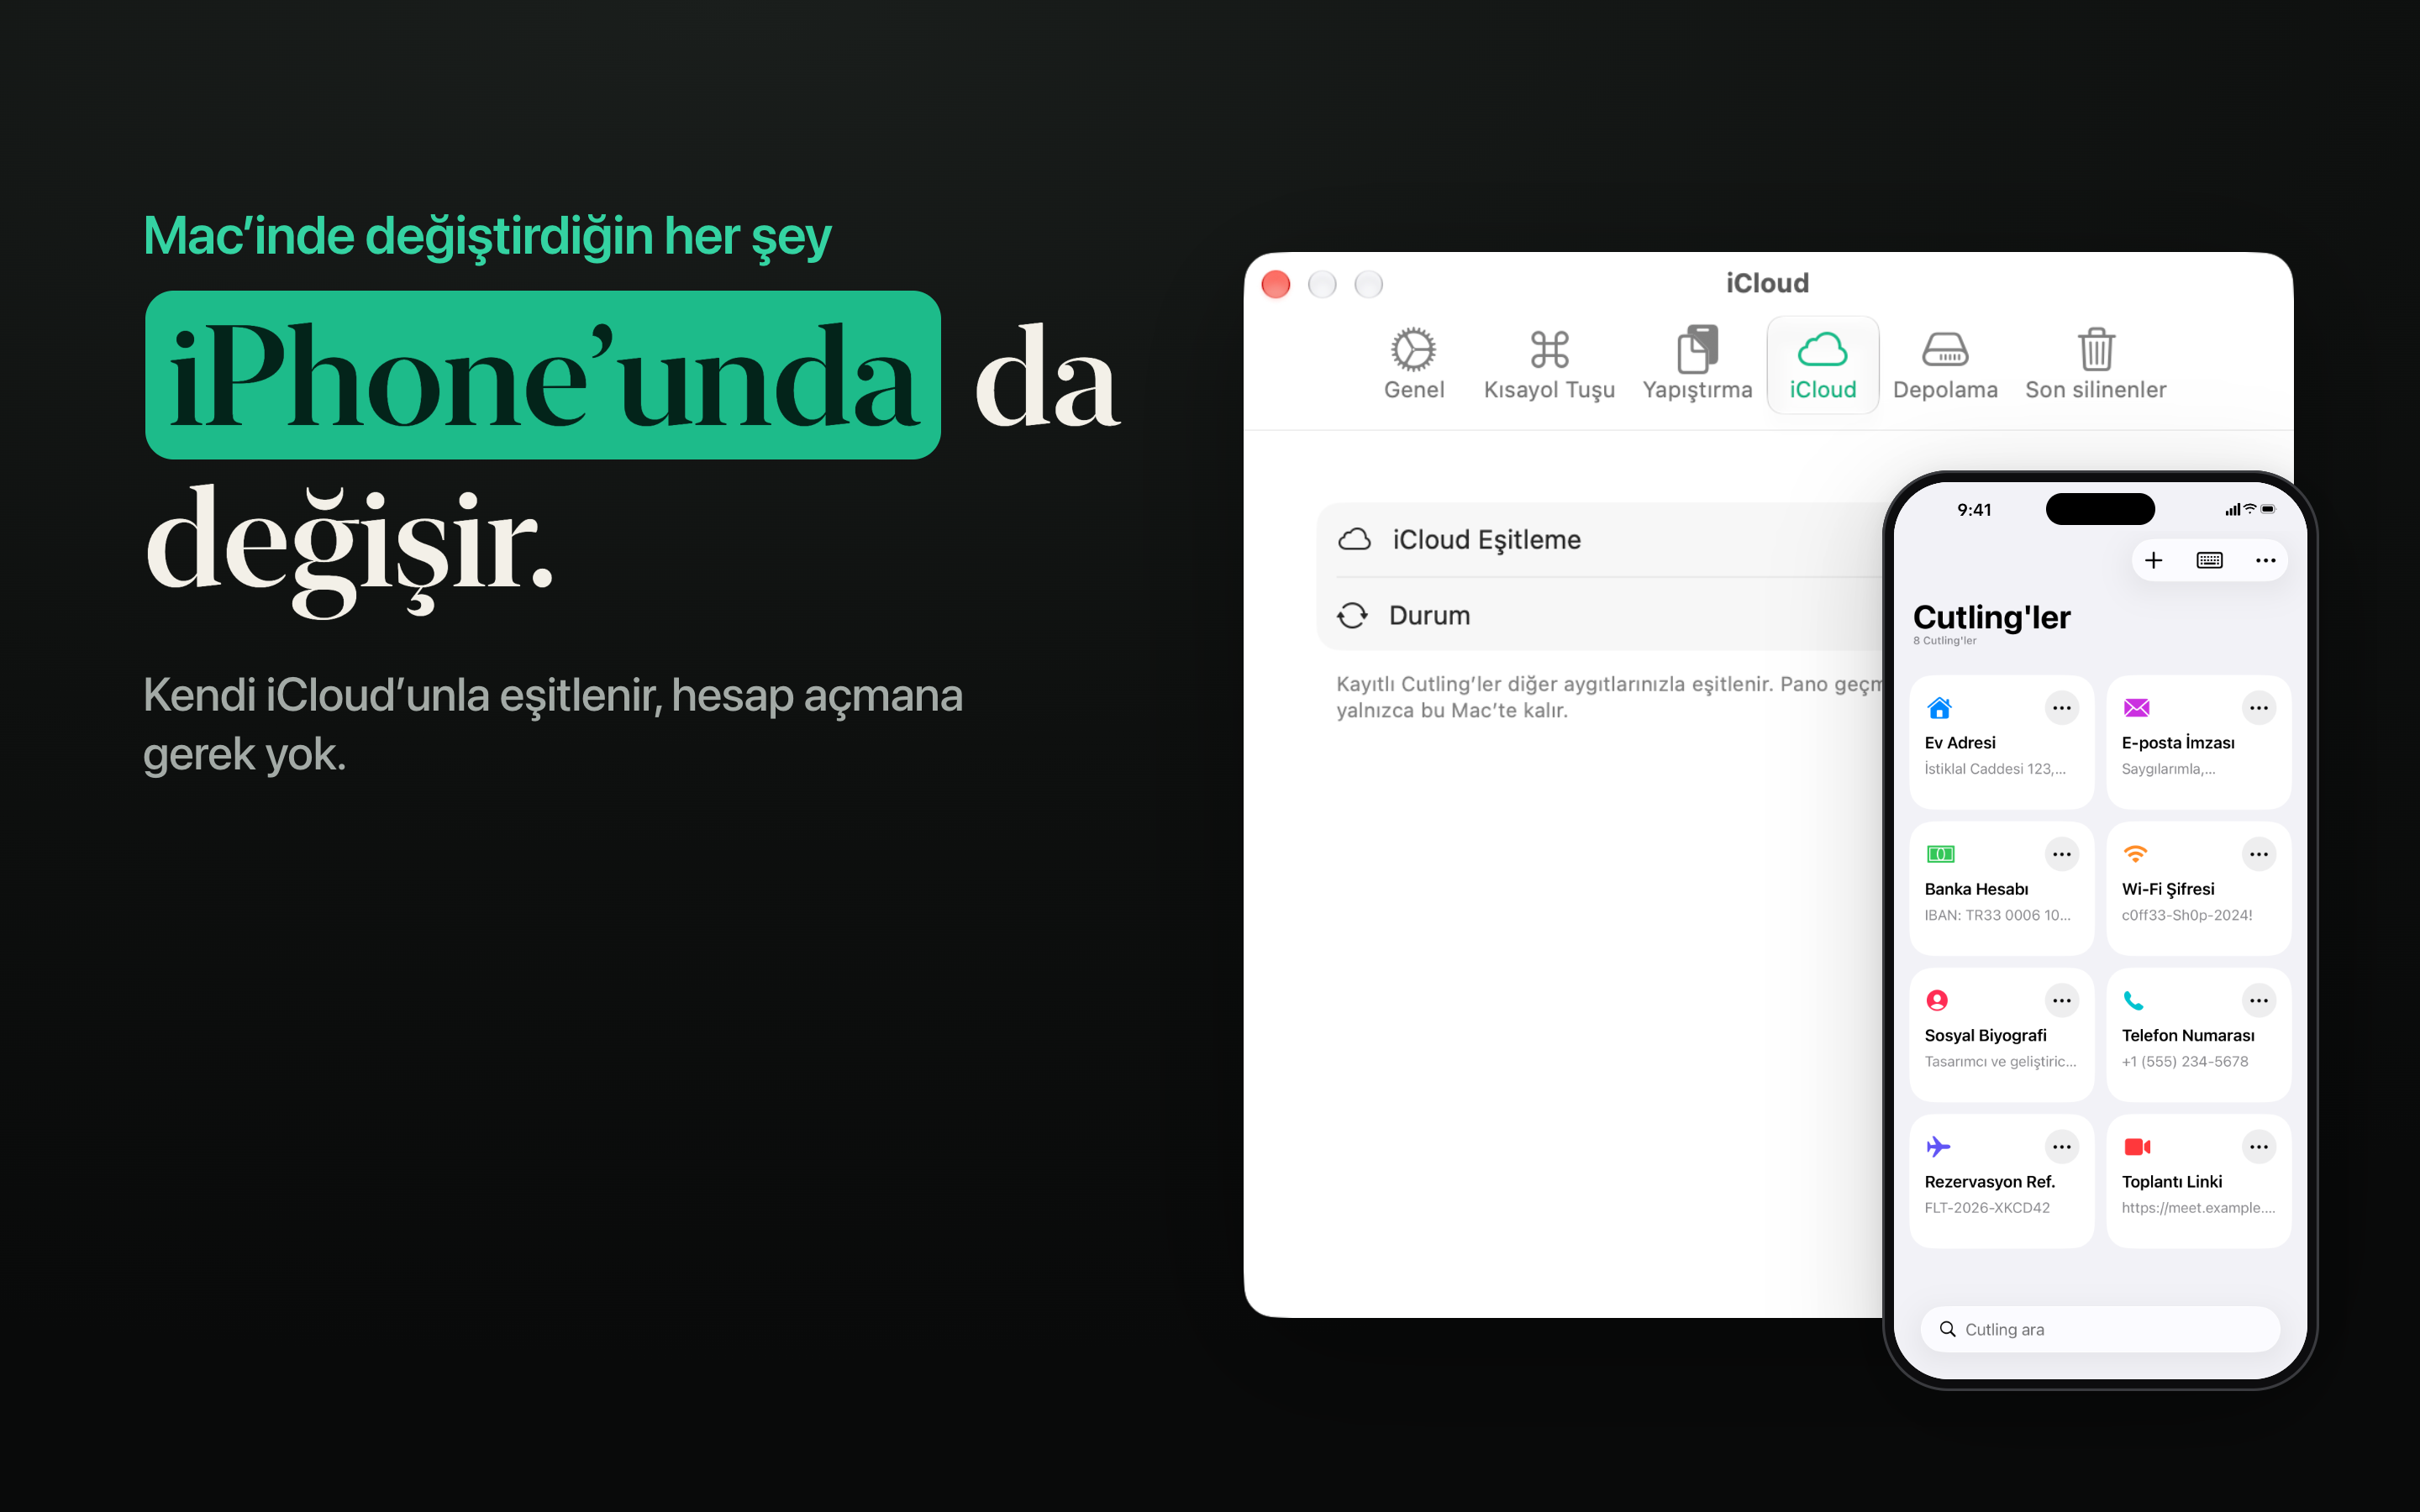 Mac’inde değiştirdiğin her şey
iPhone’unda da
değişir.
Kendi iCloud’unla eşitlenir, hesap açmana
gerek yok.
iCloud
Genel
Kısayol Tuşu
Yapıştırma
iCloud
Depolama
Son silinenler
iCloud Eşitleme
Durum
Kayıtlı Cutling’ler diğer aygıtlarınızla eşitlenir. Pano
yalnızca bu Mac’te kalır.
9:41
Cutling'ler
8 Cutling'ler
Ev Adresi
İstiklal Caddesi 123,...
E-posta İmzası
Saygılarımla,...
Banka Hesabı
IBAN: TR33 0006 10...
Wi-Fi Şifresi
c0ff33-Sh0p-2024!
Sosyal Biyografi
Tasarımcı ve geliştiric...
Telefon Numarası
+1 (555) 234-5678
Rezervasyon Ref.
FLT-2026-XKCD42
Toplantı Linki
https://meet.example....
Cutling ara